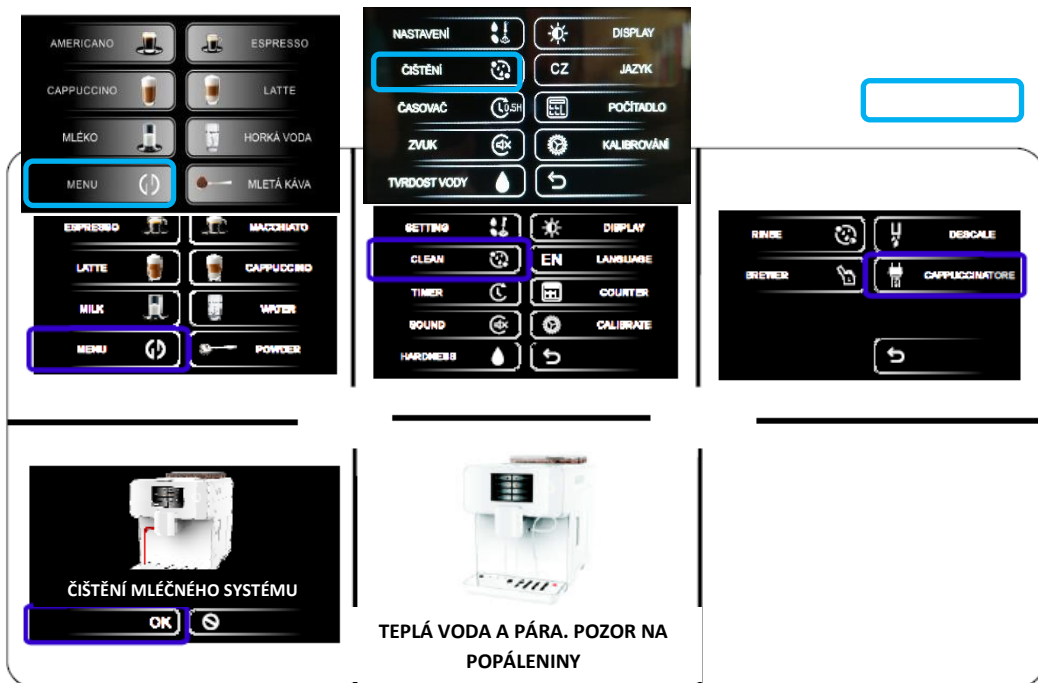 AMERICANO
ESPRESSO
CAPPUCCINO
LATTE
MLÉKO
HORKÁ VODA
MENU
MLETÁ KÁVA
NASTAVENÍ
DISPLAY
ČIŠTĚNÍ
CZ
JAZYK
ČASOVAČ
0.5H
POČÍTADLO
ZVUK
KALIBROVÁNÍ
TVRDOST VODY
ESPRESSO
MACCHIATO
LATTE
CAPPUCCINO
MILK
WATER
MENU
POWDER
SETTING
DISPLAY
CLEAN
EN
LANGUAGE
TIMER
COUNTER
SOUND
CALIBRATE
HARDNESS
RINSE
DESCALE
BREWER
CAPPUCCINATORE
ČIŠTĚNÍ MLÉČNÉHO SYSTÉMU
OK
TEPLÁ VODA A PÁRA. POZOR NA
POPÁLENINY